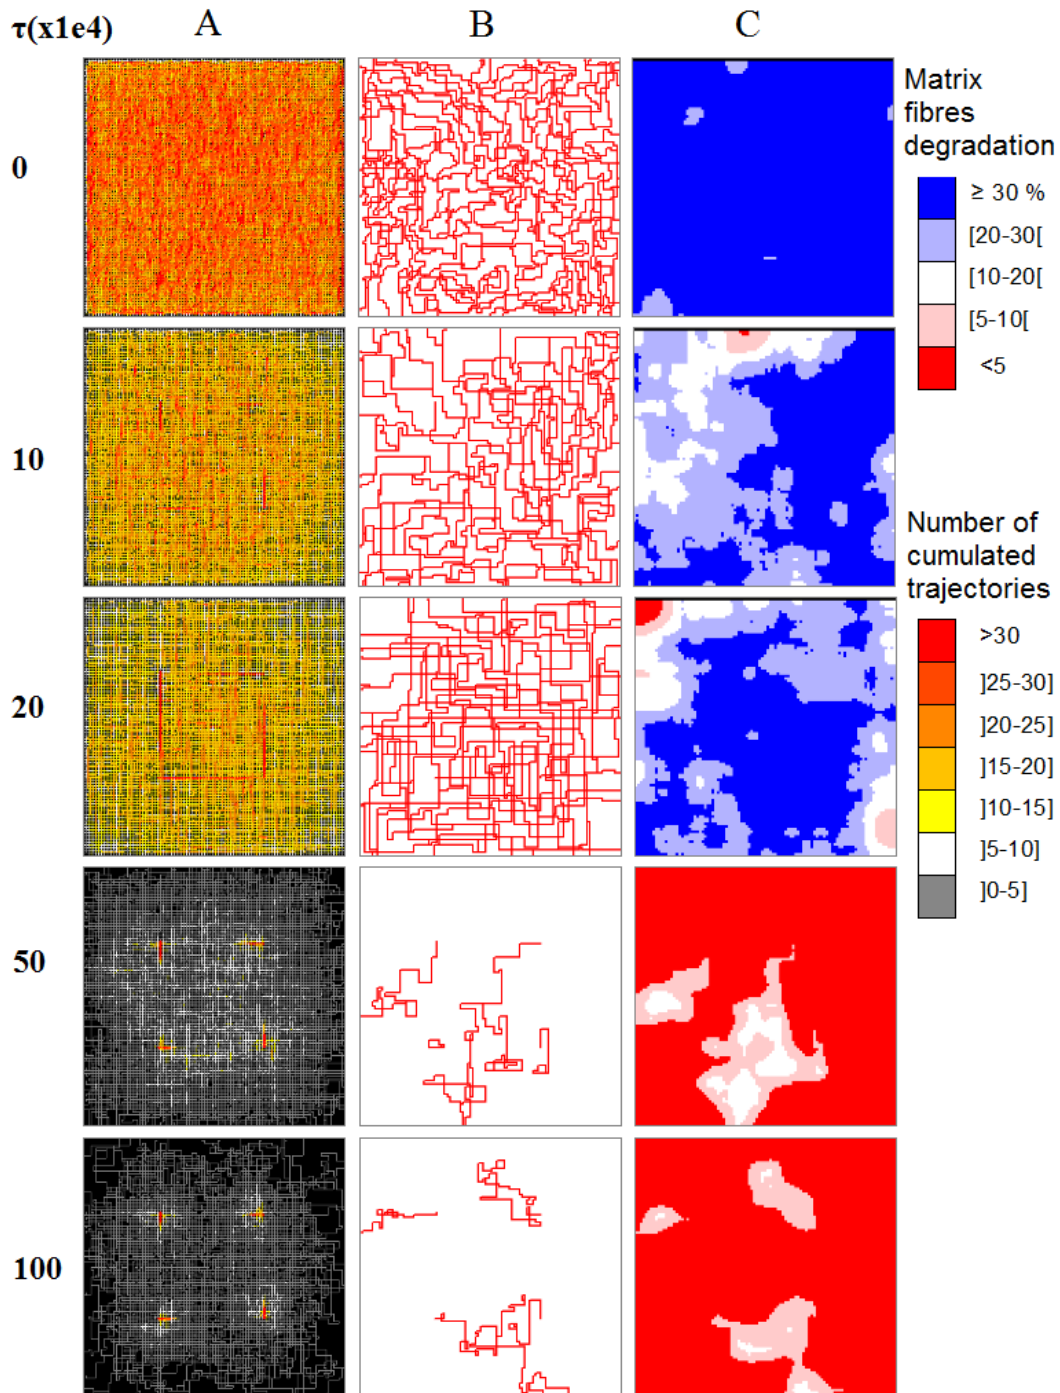 τ(x1e4) A B C
0
10
20
50
100
Matrix
fibres
degradation
≥ 30 %
[20-30[
[10-20[
[5-10[
<5
Number of
cumulated
trajectories
>30
]25-30]
]20-25]
]15-20]
]10-15]
]5-10]
]0-5]